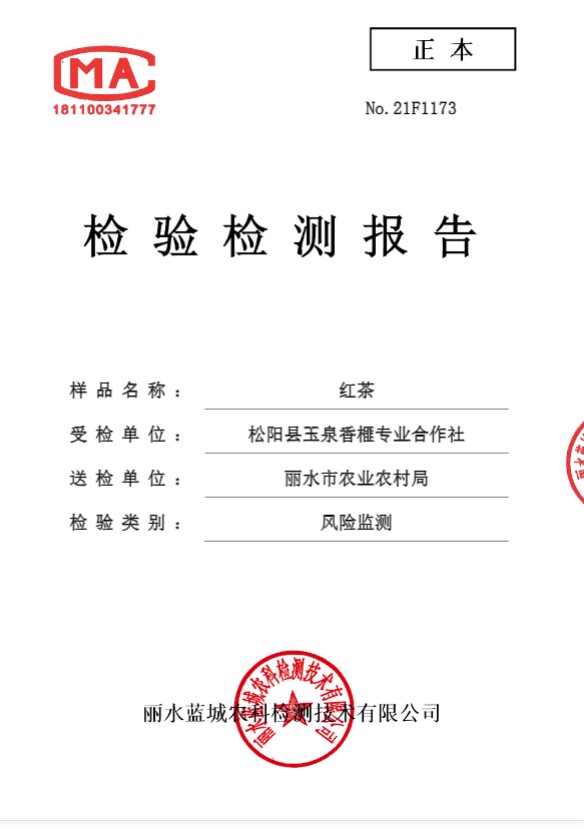 正本
CMA
181100341777
No. 21F1173
检验检测报告
样品名称： 红茶
受检单位： 松阳县玉泉香榧专业合作社
送检单位： 丽水市农业农村局
检验类别： 风险监测
丽水蓝城农科检测技术有限公司
丽水蓝城农科检测技术有限公司